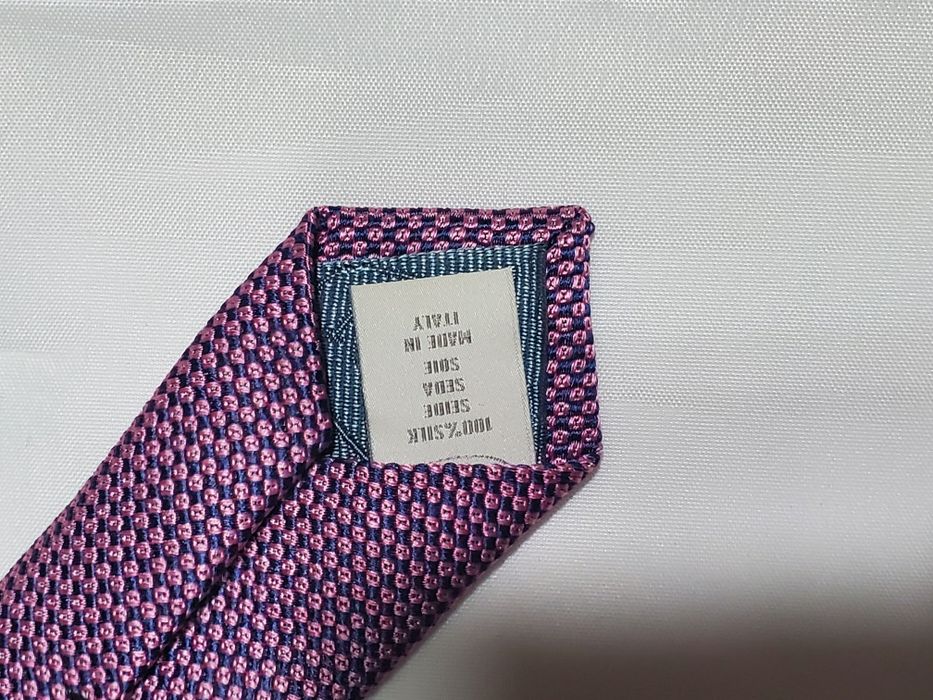 100%SILK
SEIDE
SEDA
SOIE
MADE IN
ITALY